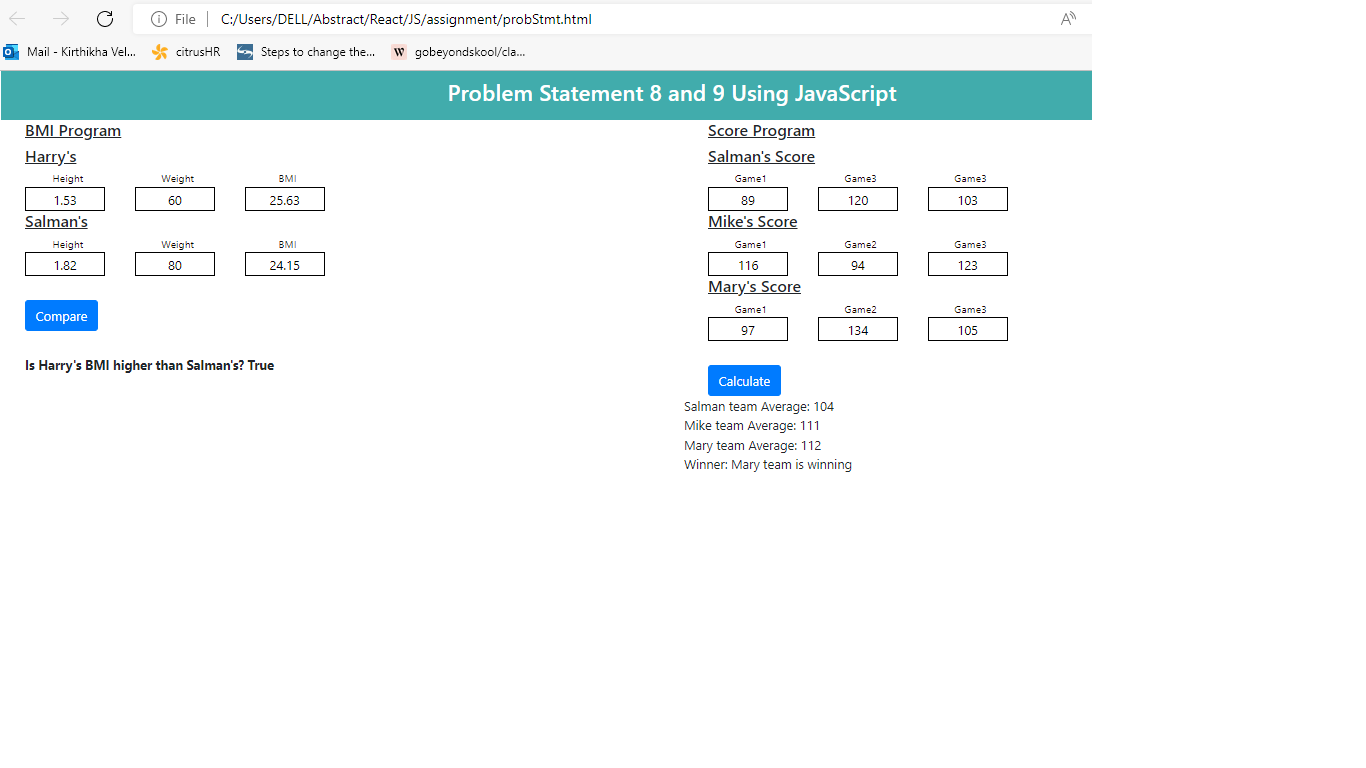 File C:/Users/DELL/Abstract/React/JS/assignment/probStmt.html A
Mail - Kirthikha Vel... citrusHR Steps to change the... W gobeyondskool/cla...
Problem Statement 8 and 9 Using JavaScript
BMI Program
Harry's
Height Weight BMI
1.53 60 25.63
Salman's
Height Weight BMI
1.82 80 24.15
Compare
Is Harry's BMI higher than Salman's? True
Score Program
Salman's Score
Game1 Game3 Game3
89 120 103
Mike's Score
Game1 Game2 Game3
116 94 123
Mary's Score
Game1 Game2 Game3
97 134 105
Calculate
Salman team Average: 104
Mike team Average: 111
Mary team Average: 112
Winner: Mary team is winning